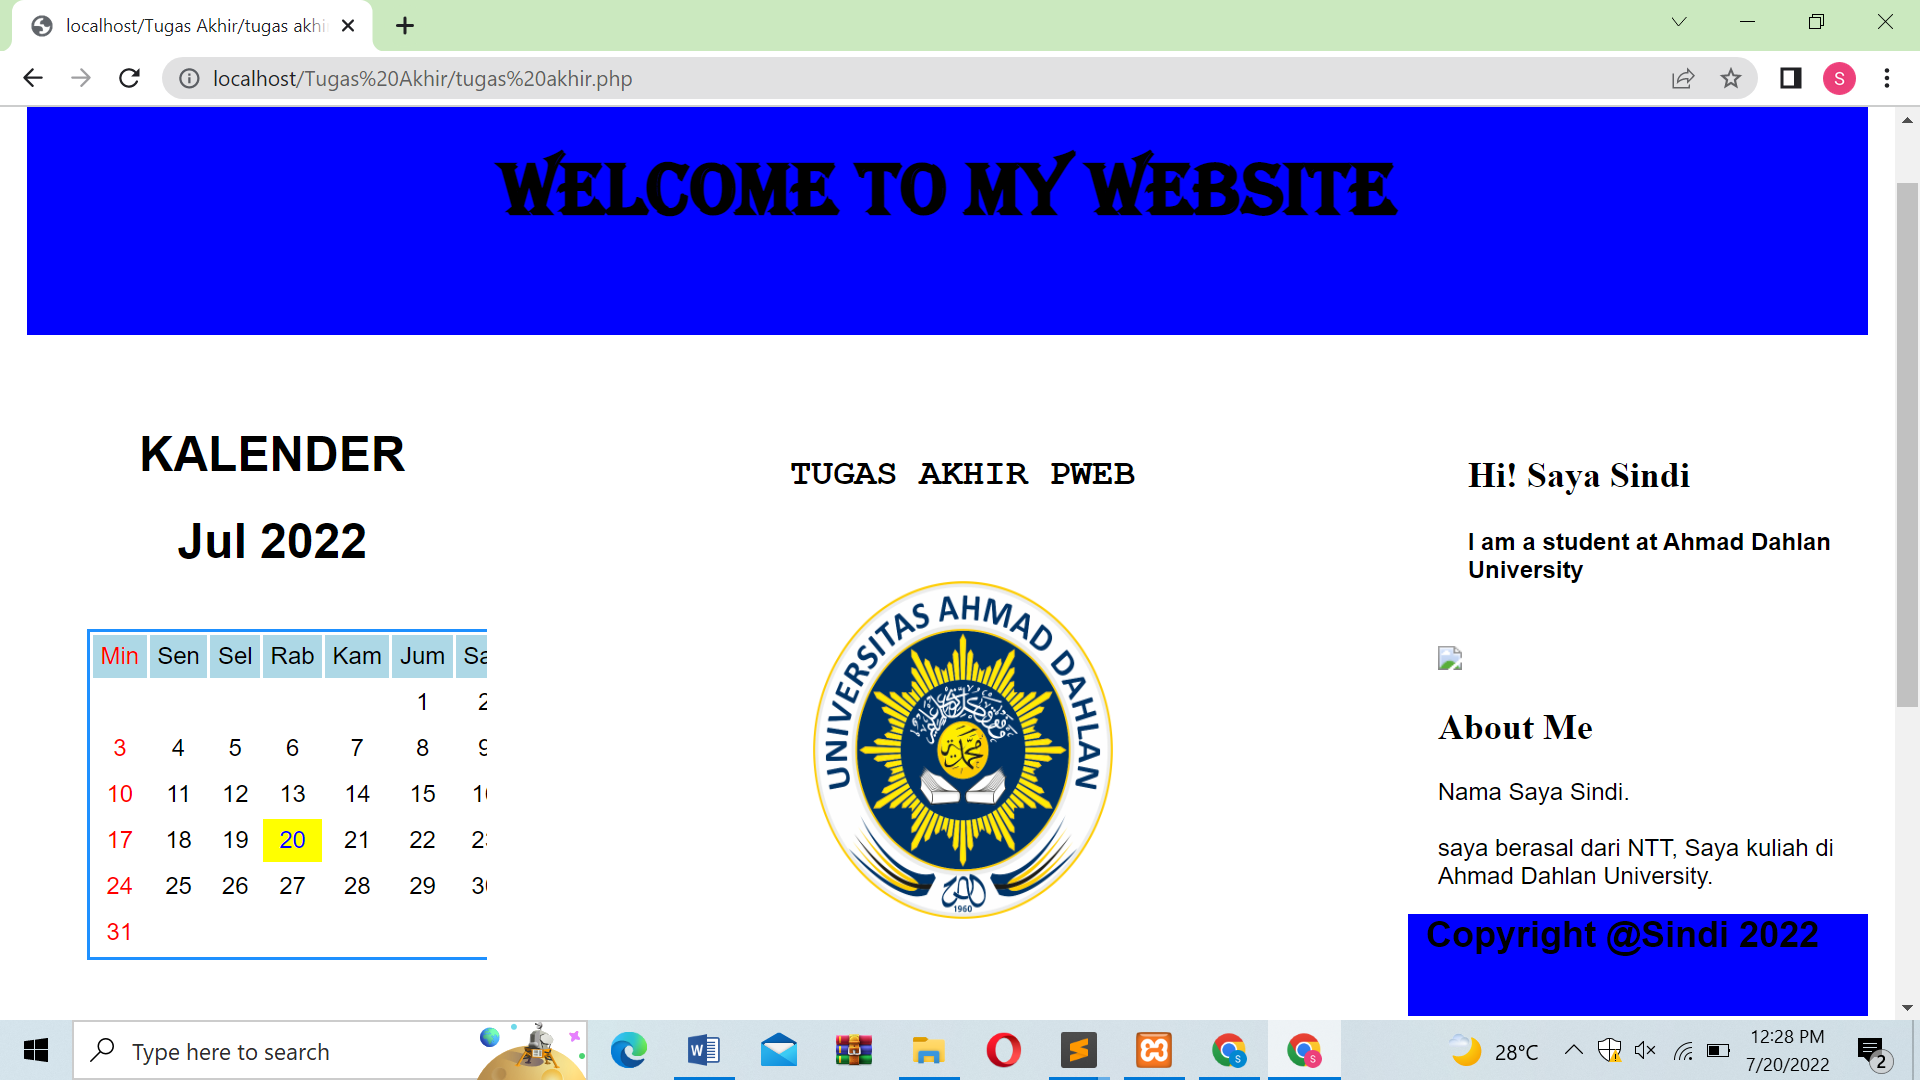 localhost/Tugas Akhir/tugas akhi
localhost/Tugas%20Akhir/tugas%20akhir.php
S
WELCOME TO MY WEBSITE
KALENDER
Jul 2022
Min Sen Sel Rab Kam Jum Sa
1 2
3 4 5 6 7 8 9
10 11 12 13 14 15 1
17 18 19 20 21 22 2
24 25 26 27 28 29 3
31
TUGAS AKHIR PWEB
UNIVERSITAS AHMAD DAHLAN
1960
Hi! Saya Sindi
I am a student at Ahmad Dahlan
University
About Me
Nama Saya Sindi.
saya berasal dari NTT, Saya kuliah di
Ahmad Dahlan University.
Copyright @Sindi 2022
Type here to search
28°C
12:28 PM
7/20/2022
2